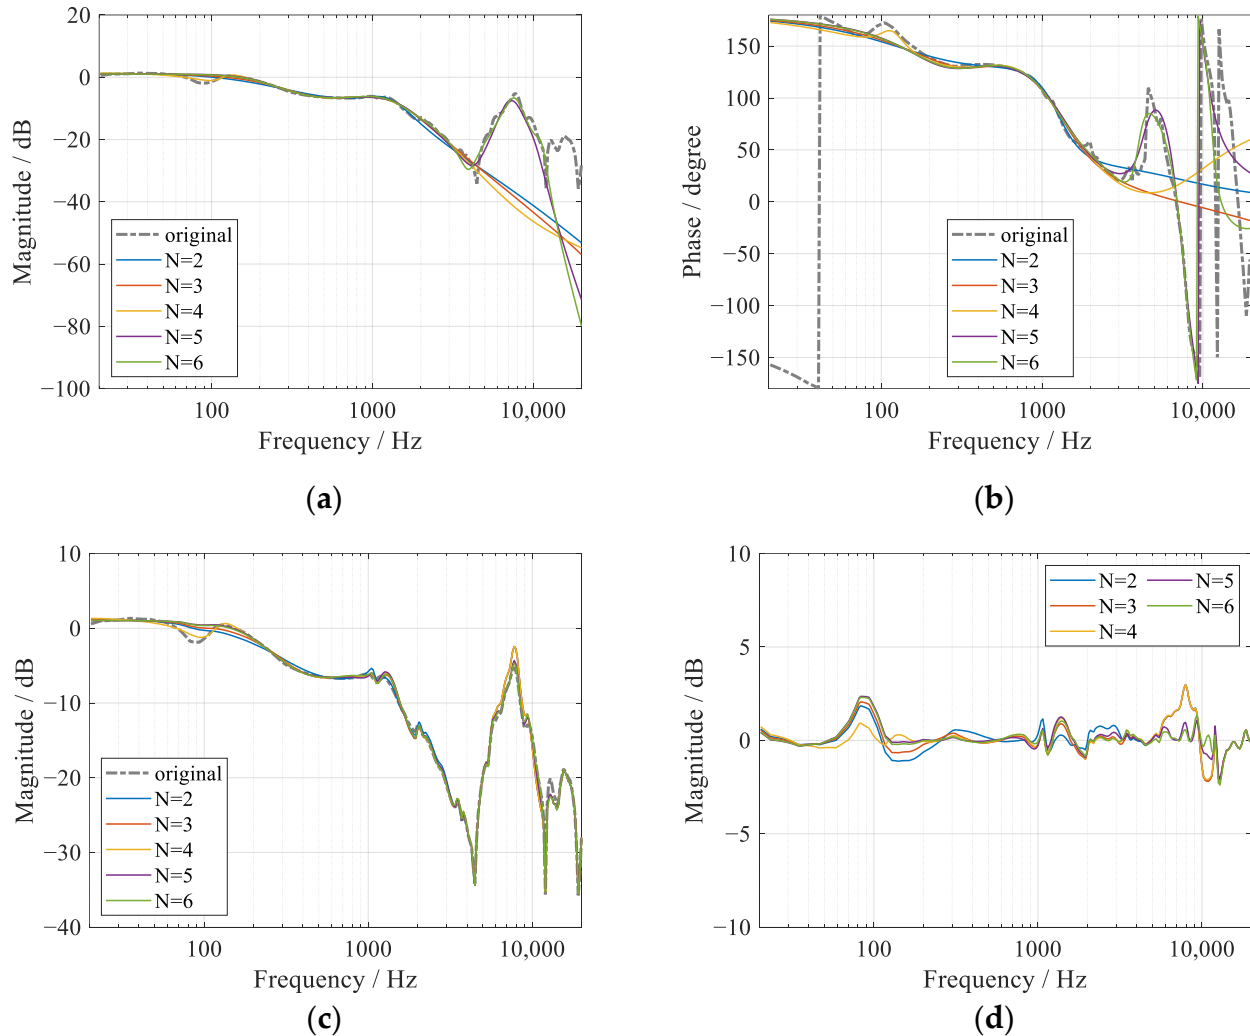 20
0
−20
−40
−60
−80
−100
Magnitude / dB
original
N=2
N=3
N=4
N=5
N=6
100
1000
10,000
Frequency / Hz
(a)
150
100
50
0
−50
−100
−150
Phase / degree
original
N=2
N=3
N=4
N=5
N=6
100
1000
10,000
Frequency / Hz
(b)
10
0
−10
−20
−30
−40
Magnitude / dB
original
N=2
N=3
N=4
N=5
N=6
100
1000
10,000
Frequency / Hz
(c)
10
5
0
−5
−10
Magnitude / dB
N=2 N=5
N=3 N=6
N=4
100
1000
10,000
Frequency / Hz
(d)